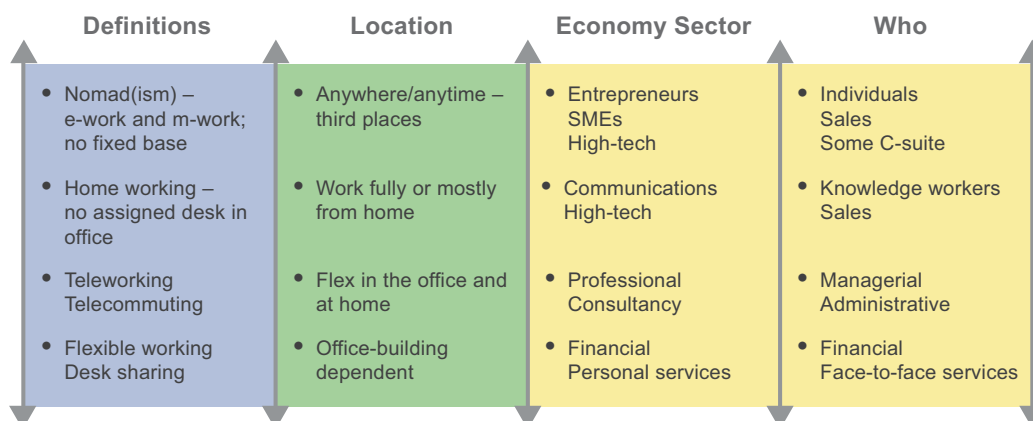 Definitions
Location
Economy Sector
Who
• Nomad(ism) –
e-work and m-work;
no fixed base
• Home working –
no assigned desk in
office
• Teleworking
Telecommuting
• Flexible working
Desk sharing
• Anywhere/anytime –
third places
• Work fully or mostly
from home
• Flex in the office and
at home
• Office-building
dependent
• Entrepreneurs
SMEs
High-tech
• Communications
High-tech
• Professional
Consultancy
• Financial
Personal services
• Individuals
Sales
Some C-suite
• Knowledge workers
Sales
• Managerial
Administrative
• Financial
Face-to-face services